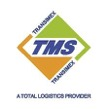 TRANSIMEX
TMS
TRANSIMEX
A TOTAL LOGISTICS PROVIDER